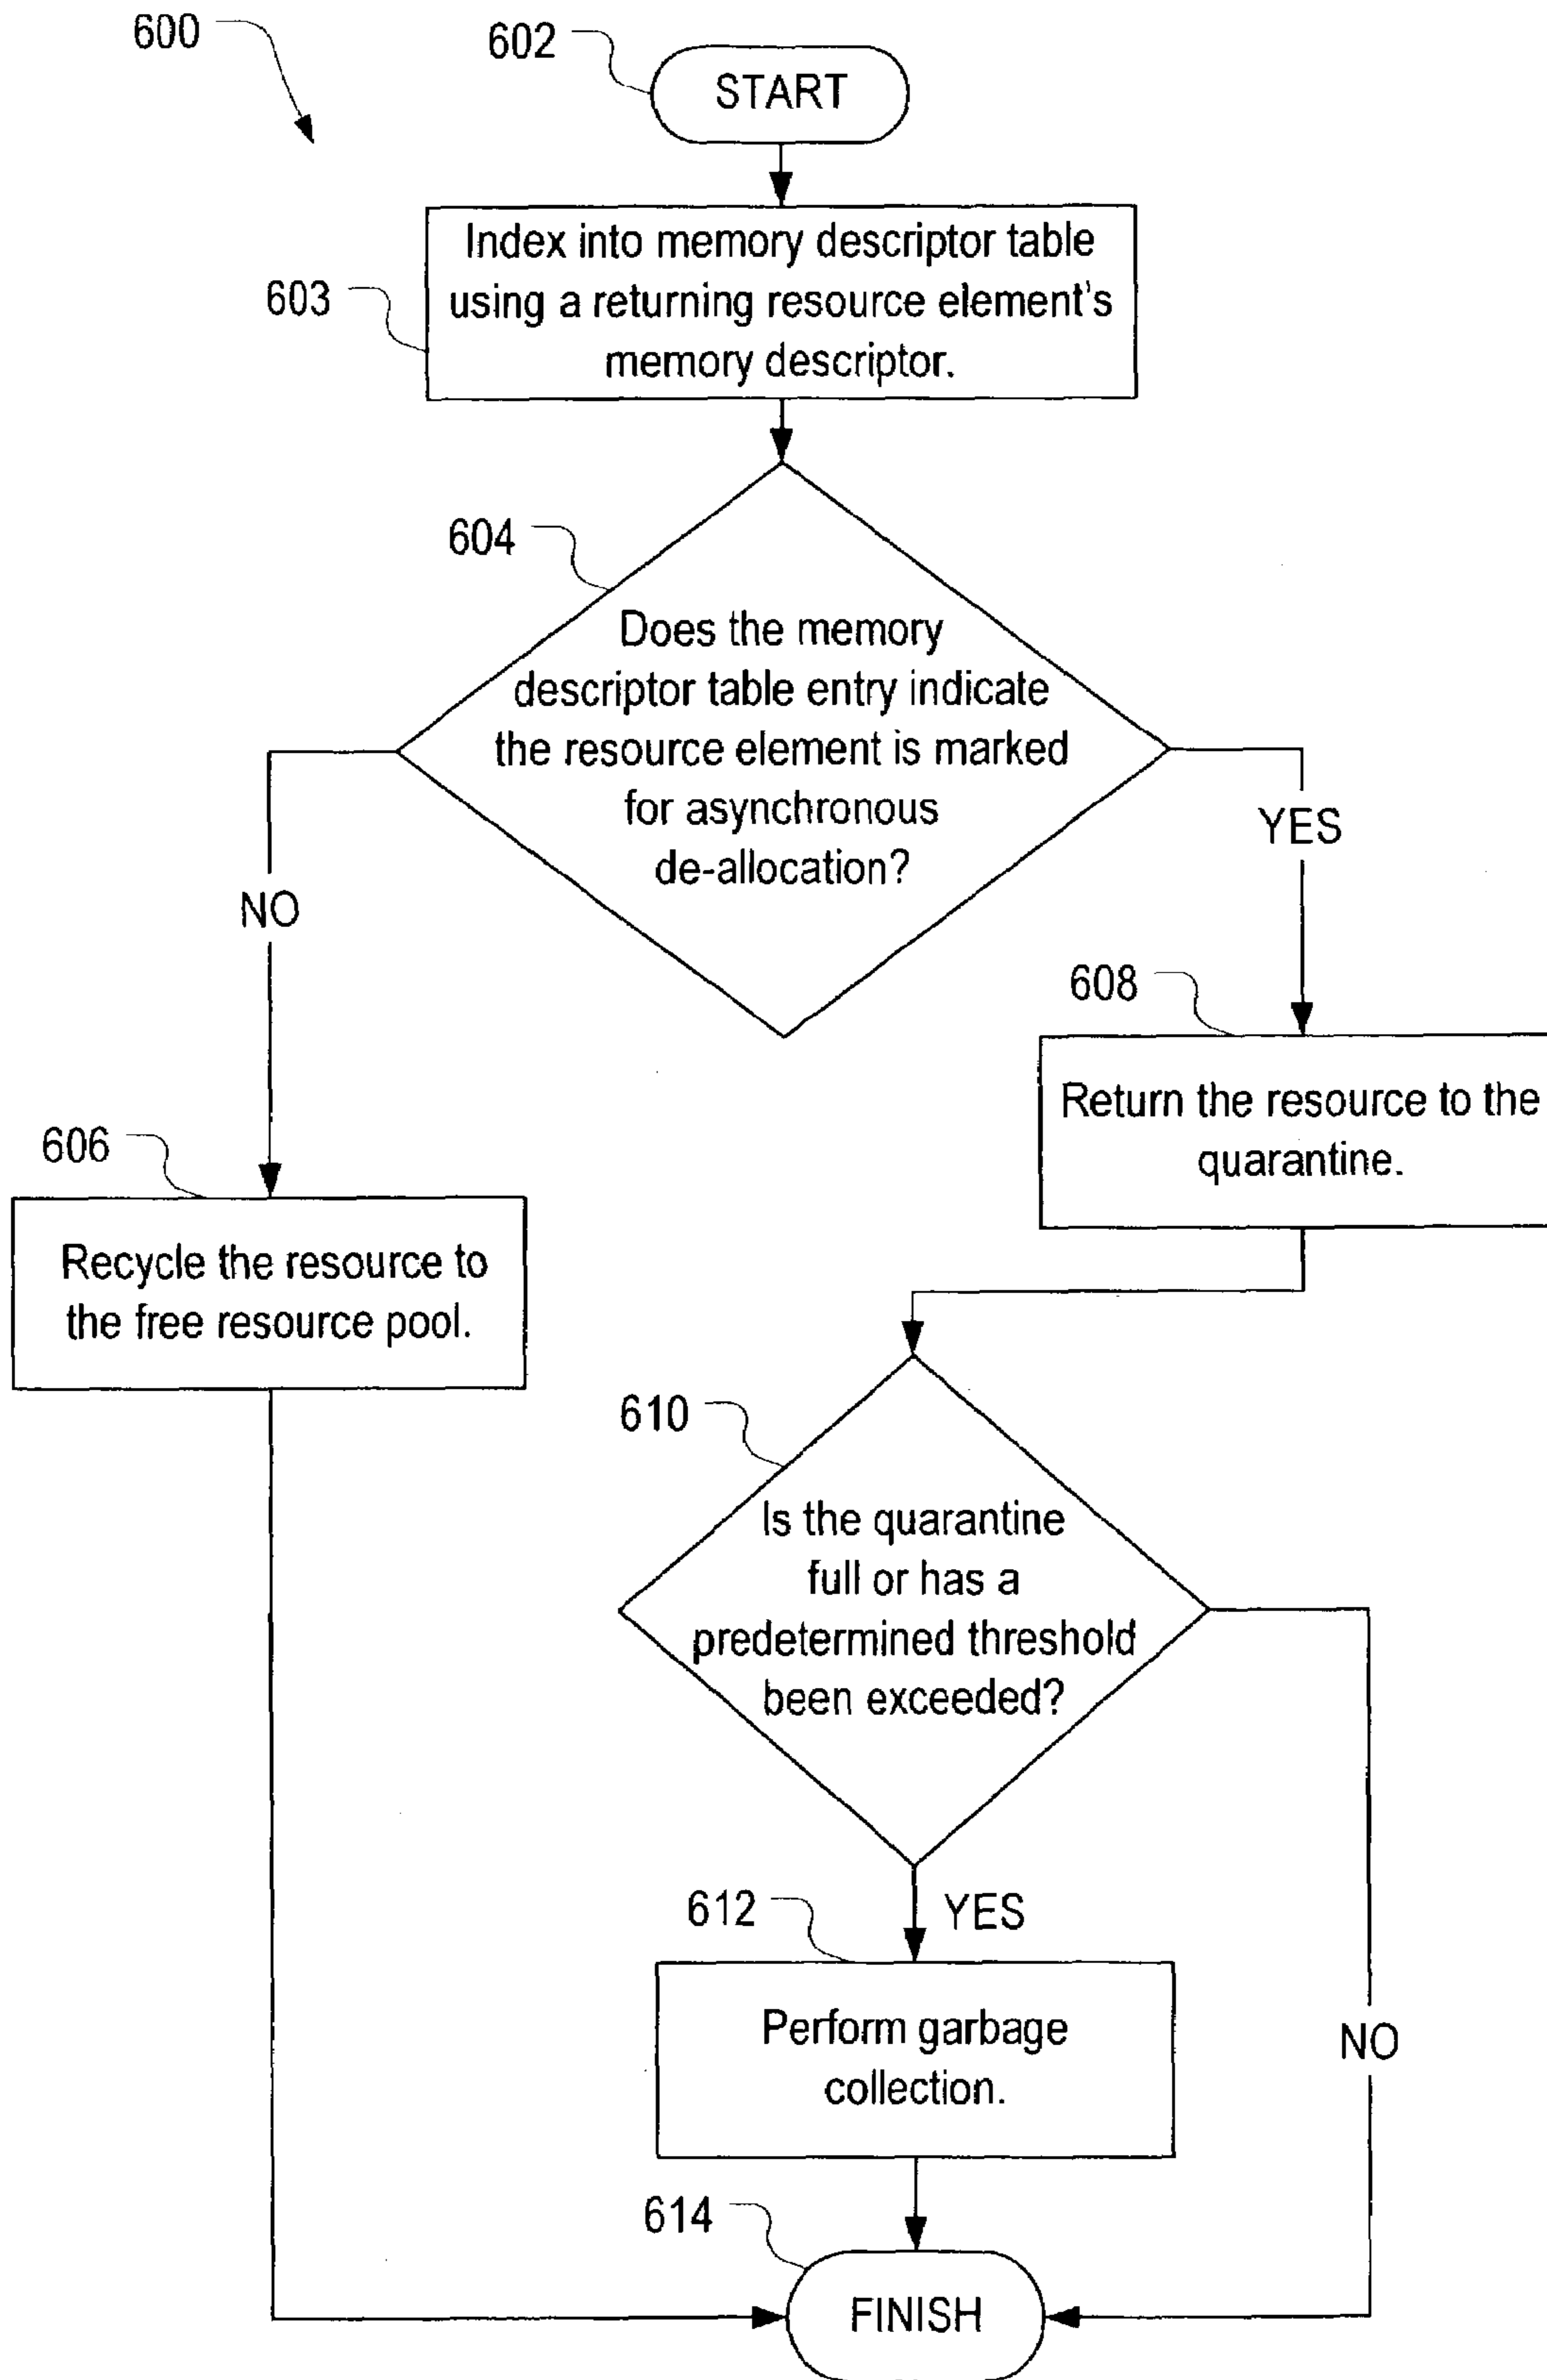 600
602
START
603
Index into memory descriptor table
using a returning resource element's
memory descriptor.
604
Does the memory
descriptor table entry indicate
the resource element is marked
for asynchronous
de-allocation?
NO
YES
606
Recycle the resource to
the free resource pool.
608
Return the resource to the
quarantine.
610
Is the quarantine
full or has a
predetermined threshold
been exceeded?
612
YES
Perform garbage
collection.
NO
614
FINISH